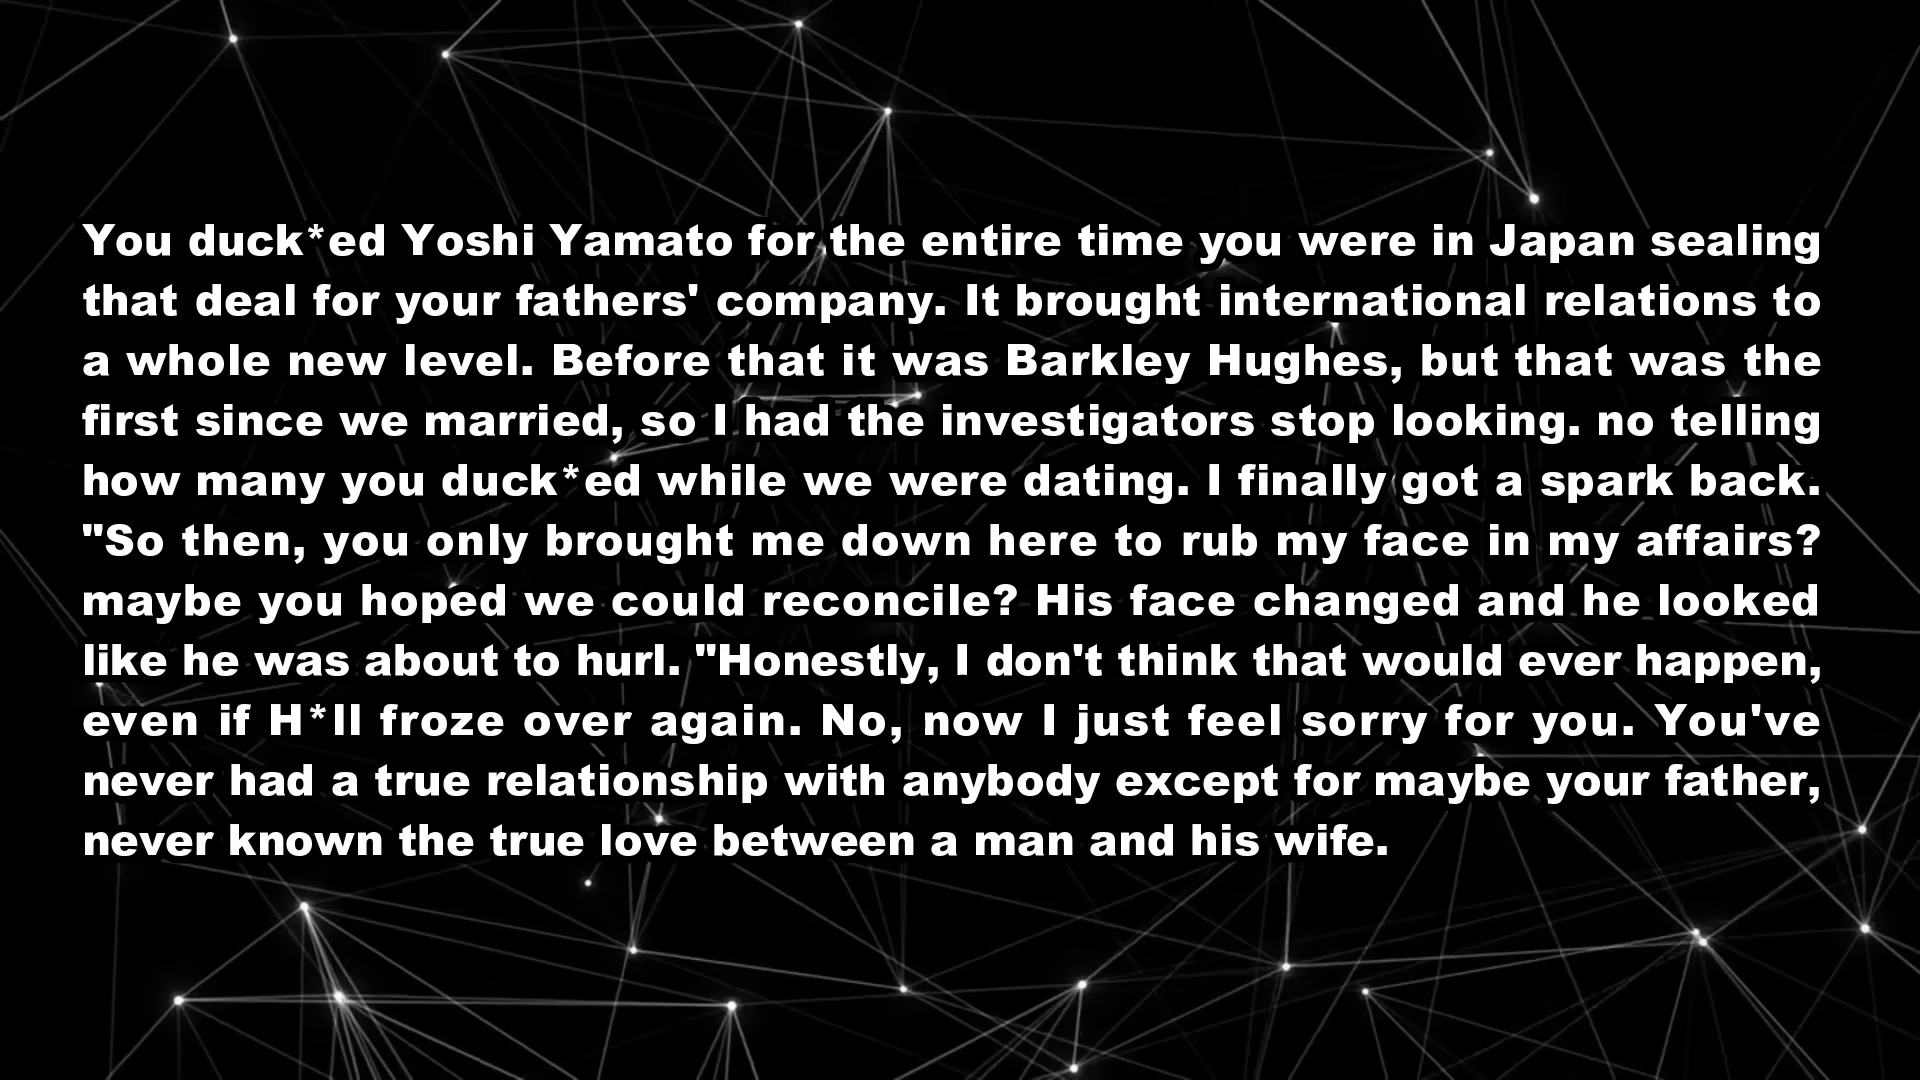 You duck*ed Yoshi Yamato for the entire time you were in Japan sealing
that deal for your fathers' company. It brought international relations to
a whole new level. Before that it was Barkley Hughes, but that was the
first since we married, so I had the investigators stop looking. no telling
how many you duck*ed while we were dating. I finally got a spark back.
"So then, you only brought me down here to rub my face in my affairs?
maybe you hoped we could reconcile? His face changed and he looked
like he was about to hurl. "Honestly, I don't think that would ever happen,
even if H*ll froze over again. No, now I just feel sorry for you. You've
never had a true relationship with anybody except for maybe your father,
never known the true love between a man and his wife.